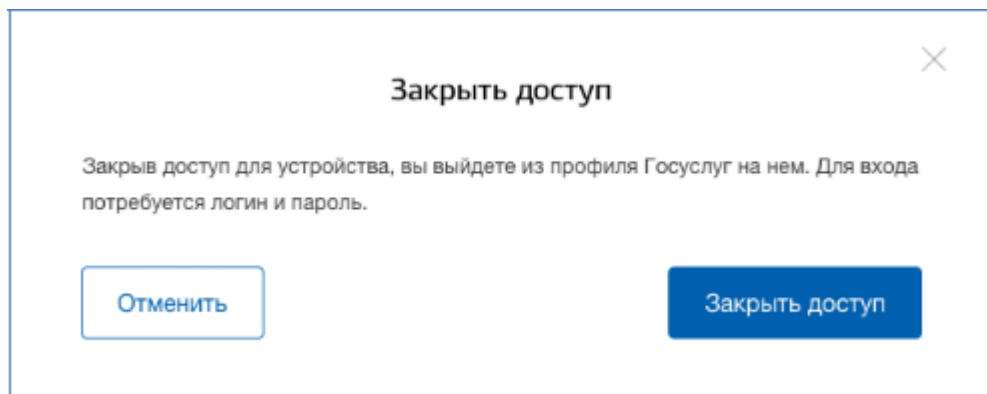 Закрыть доступ
Закрыв доступ для устройства, вы выйдете из профиля Госуслуг на нем. Для входа
потребуется логин и пароль.
Отменить
Закрыть доступ